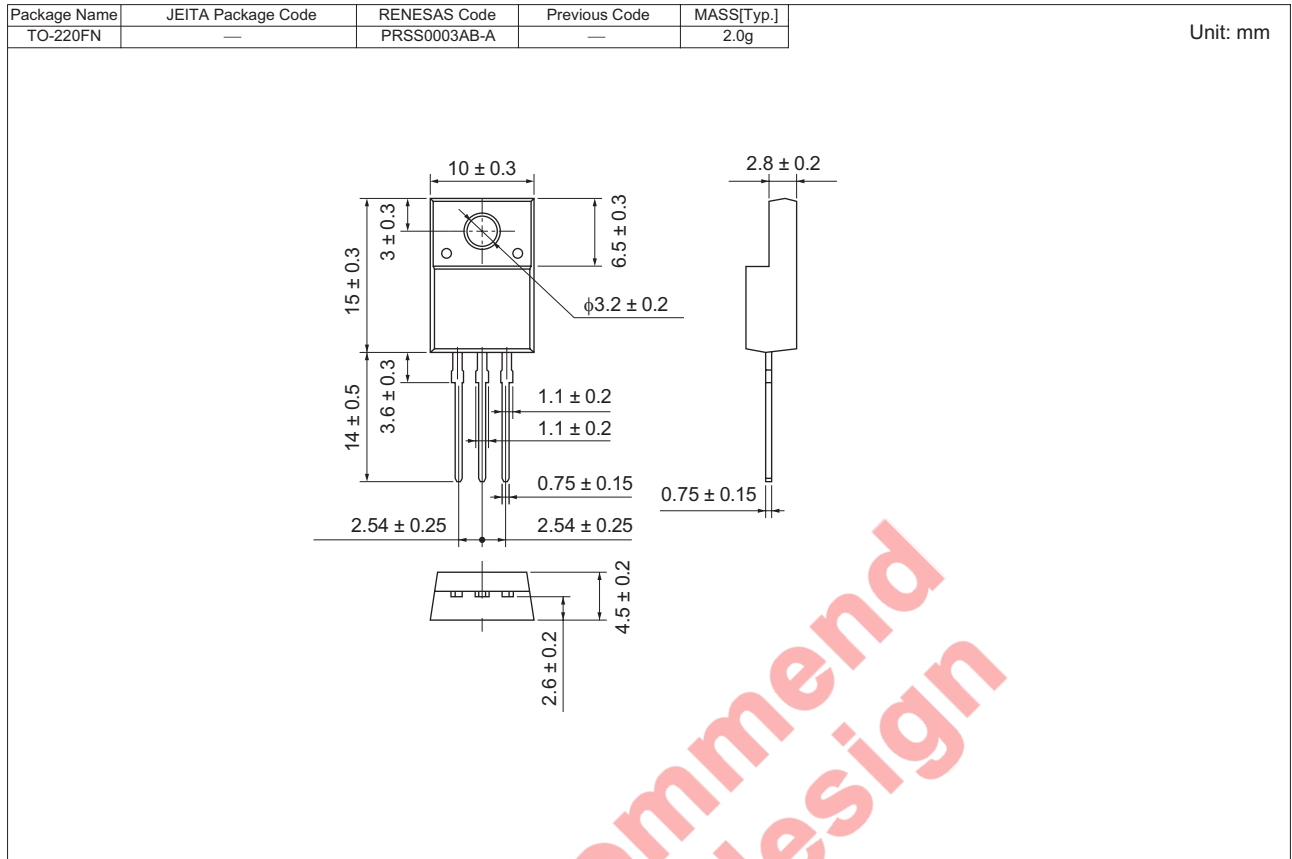 Package Name JEITA Package Code RENESAS Code Previous Code MASS[Typ.]
TO-220FN — PRSS0003AB-A — 2.0g
Unit: mm
10 ± 0.3
2.8 ± 0.2
3 ± 0.3
6.5 ± 0.3
15 ± 0.3
ϕ3.2 ± 0.2
3.6 ± 0.3
14 ± 0.5
1.1 ± 0.2
1.1 ± 0.2
0.75 ± 0.15
0.75 ± 0.15
2.54 ± 0.25
2.54 ± 0.25
4.5 ± 0.2
2.6 ± 0.2
ommend
design